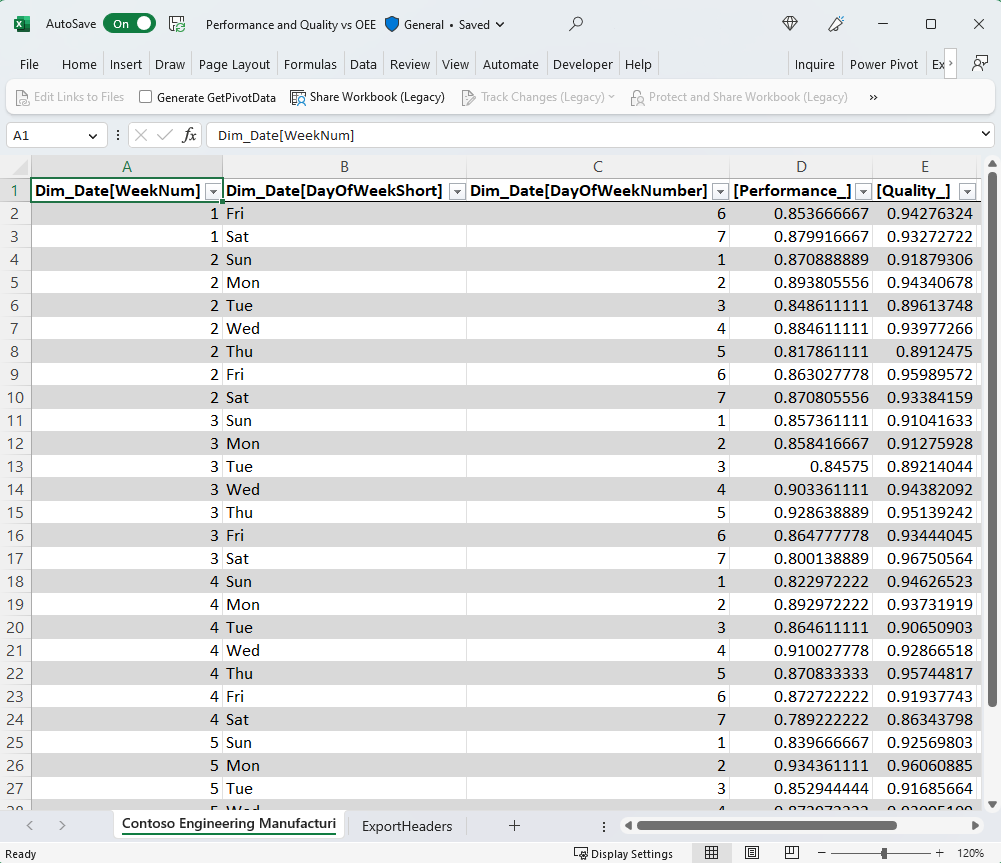 AutoSave On Performance and Quality vs OEE General • Saved
File Home Insert Draw Page Layout Formulas Data Review View Automate Developer Help Inquire Power Pivot Ex
Edit Links to Files Generate GetPivotData Share Workbook (Legacy) Track Changes (Legacy) Protect and Share Workbook (Legacy) »
A1 fx Dim_Date[WeekNum]
A B C D E
1 Dim_Date[WeekNum] Dim_Date[DayOfWeekShort] Dim_Date[DayOfWeekNumber] [Performance_] [Quality_]
2 1 Fri 6 0.853666667 0.94276324
3 1 Sat 7 0.879916667 0.93272722
4 2 Sun 1 0.870888889 0.91879306
5 2 Mon 2 0.893805556 0.94340678
6 2 Tue 3 0.848611111 0.89613748
7 2 Wed 4 0.884611111 0.93977266
8 2 Thu 5 0.817861111 0.8912475
9 2 Fri 6 0.863027778 0.95989572
10 2 Sat 7 0.870805556 0.93384159
11 3 Sun 1 0.857361111 0.91041633
12 3 Mon 2 0.858416667 0.91275928
13 3 Tue 3 0.84575 0.89214044
14 3 Wed 4 0.903361111 0.94382092
15 3 Thu 5 0.928638889 0.95139242
16 3 Fri 6 0.864777778 0.93444045
17 3 Sat 7 0.800138889 0.96750564
18 4 Sun 1 0.822972222 0.94626523
19 4 Mon 2 0.892972222 0.93731919
20 4 Tue 3 0.864611111 0.90650903
21 4 Wed 4 0.910027778 0.92866518
22 4 Thu 5 0.870833333 0.95744817
23 4 Fri 6 0.872722222 0.91937743
24 4 Sat 7 0.789222222 0.86343798
25 5 Sun 1 0.839666667 0.92569803
26 5 Mon 2 0.934361111 0.96060885
27 5 Tue 3 0.852944444 0.91685664
28 5 Wed 4
Contoso Engineering Manufacturi ExportHeaders
Ready Display Settings 120%